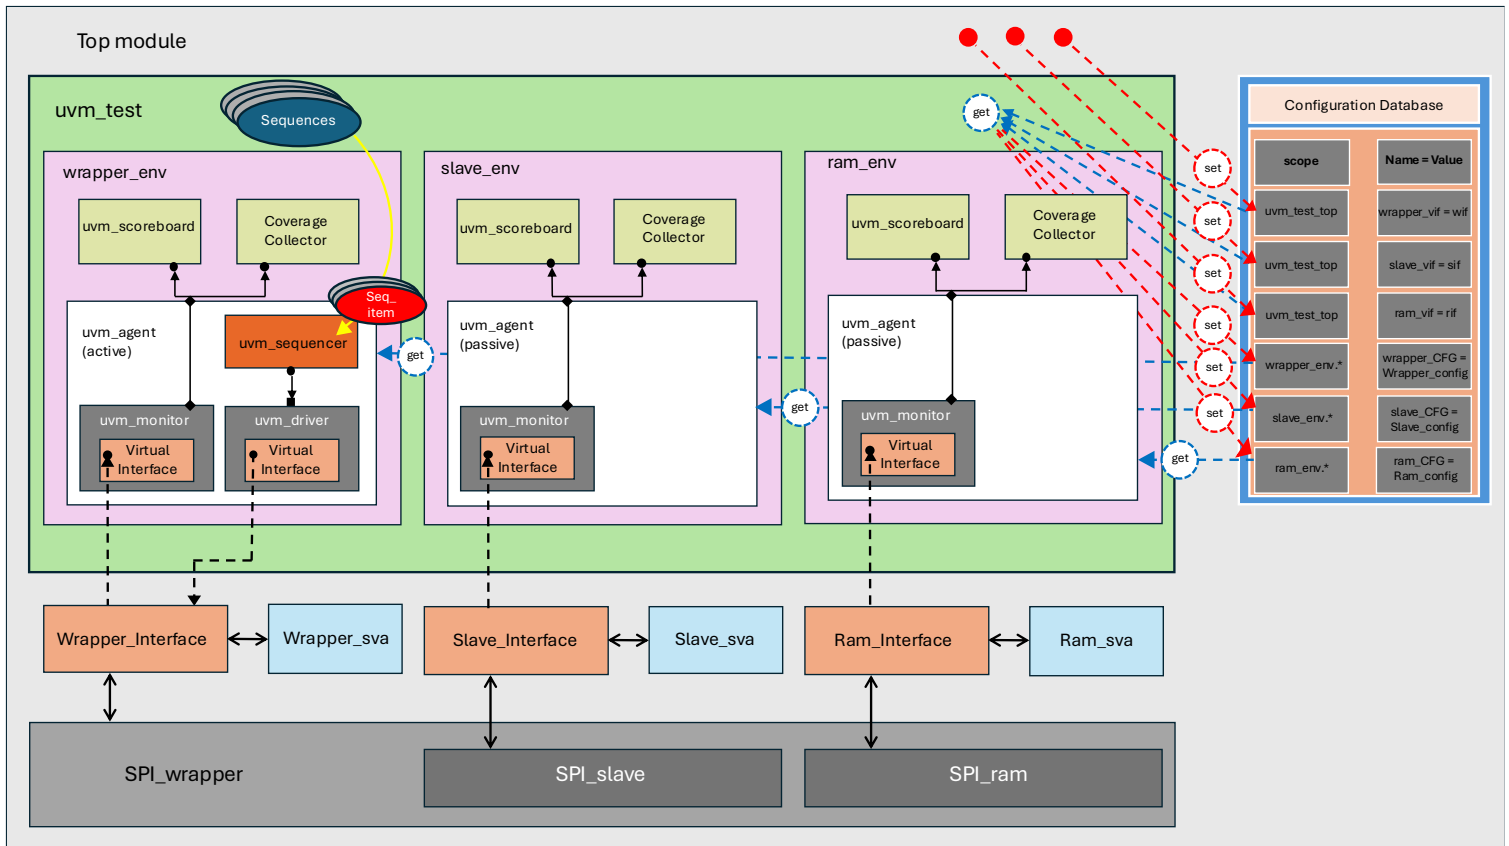 Top module
uvm_test
Sequences
get
Configuration Database
scope
Name = Value
uvm_test_top
wrapper_vif = wif
uvm_test_top
slave_vif = sif
uvm_test_top
ram_vif = rif
wrapper_env.*
wrapper_CFG =
Wrapper_config
slave_env.*
slave_CFG =
Slave_config
ram_env.*
ram_CFG =
Ram_config
set
set
set
set
set
set
get
get
get
wrapper_env
uvm_scoreboard
Coverage
Collector
Seq_
item
uvm_agent
(active)
uvm_sequencer
uvm_monitor
Virtual
Interface
uvm_driver
Virtual
Interface
slave_env
uvm_scoreboard
Coverage
Collector
uvm_agent
(passive)
uvm_monitor
Virtual
Interface
ram_env
uvm_scoreboard
Coverage
Collector
uvm_agent
(passive)
uvm_monitor
Virtual
Interface
Wrapper_Interface
Wrapper_sva
Slave_Interface
Slave_sva
Ram_Interface
Ram_sva
SPI_wrapper
SPI_slave
SPI_ram